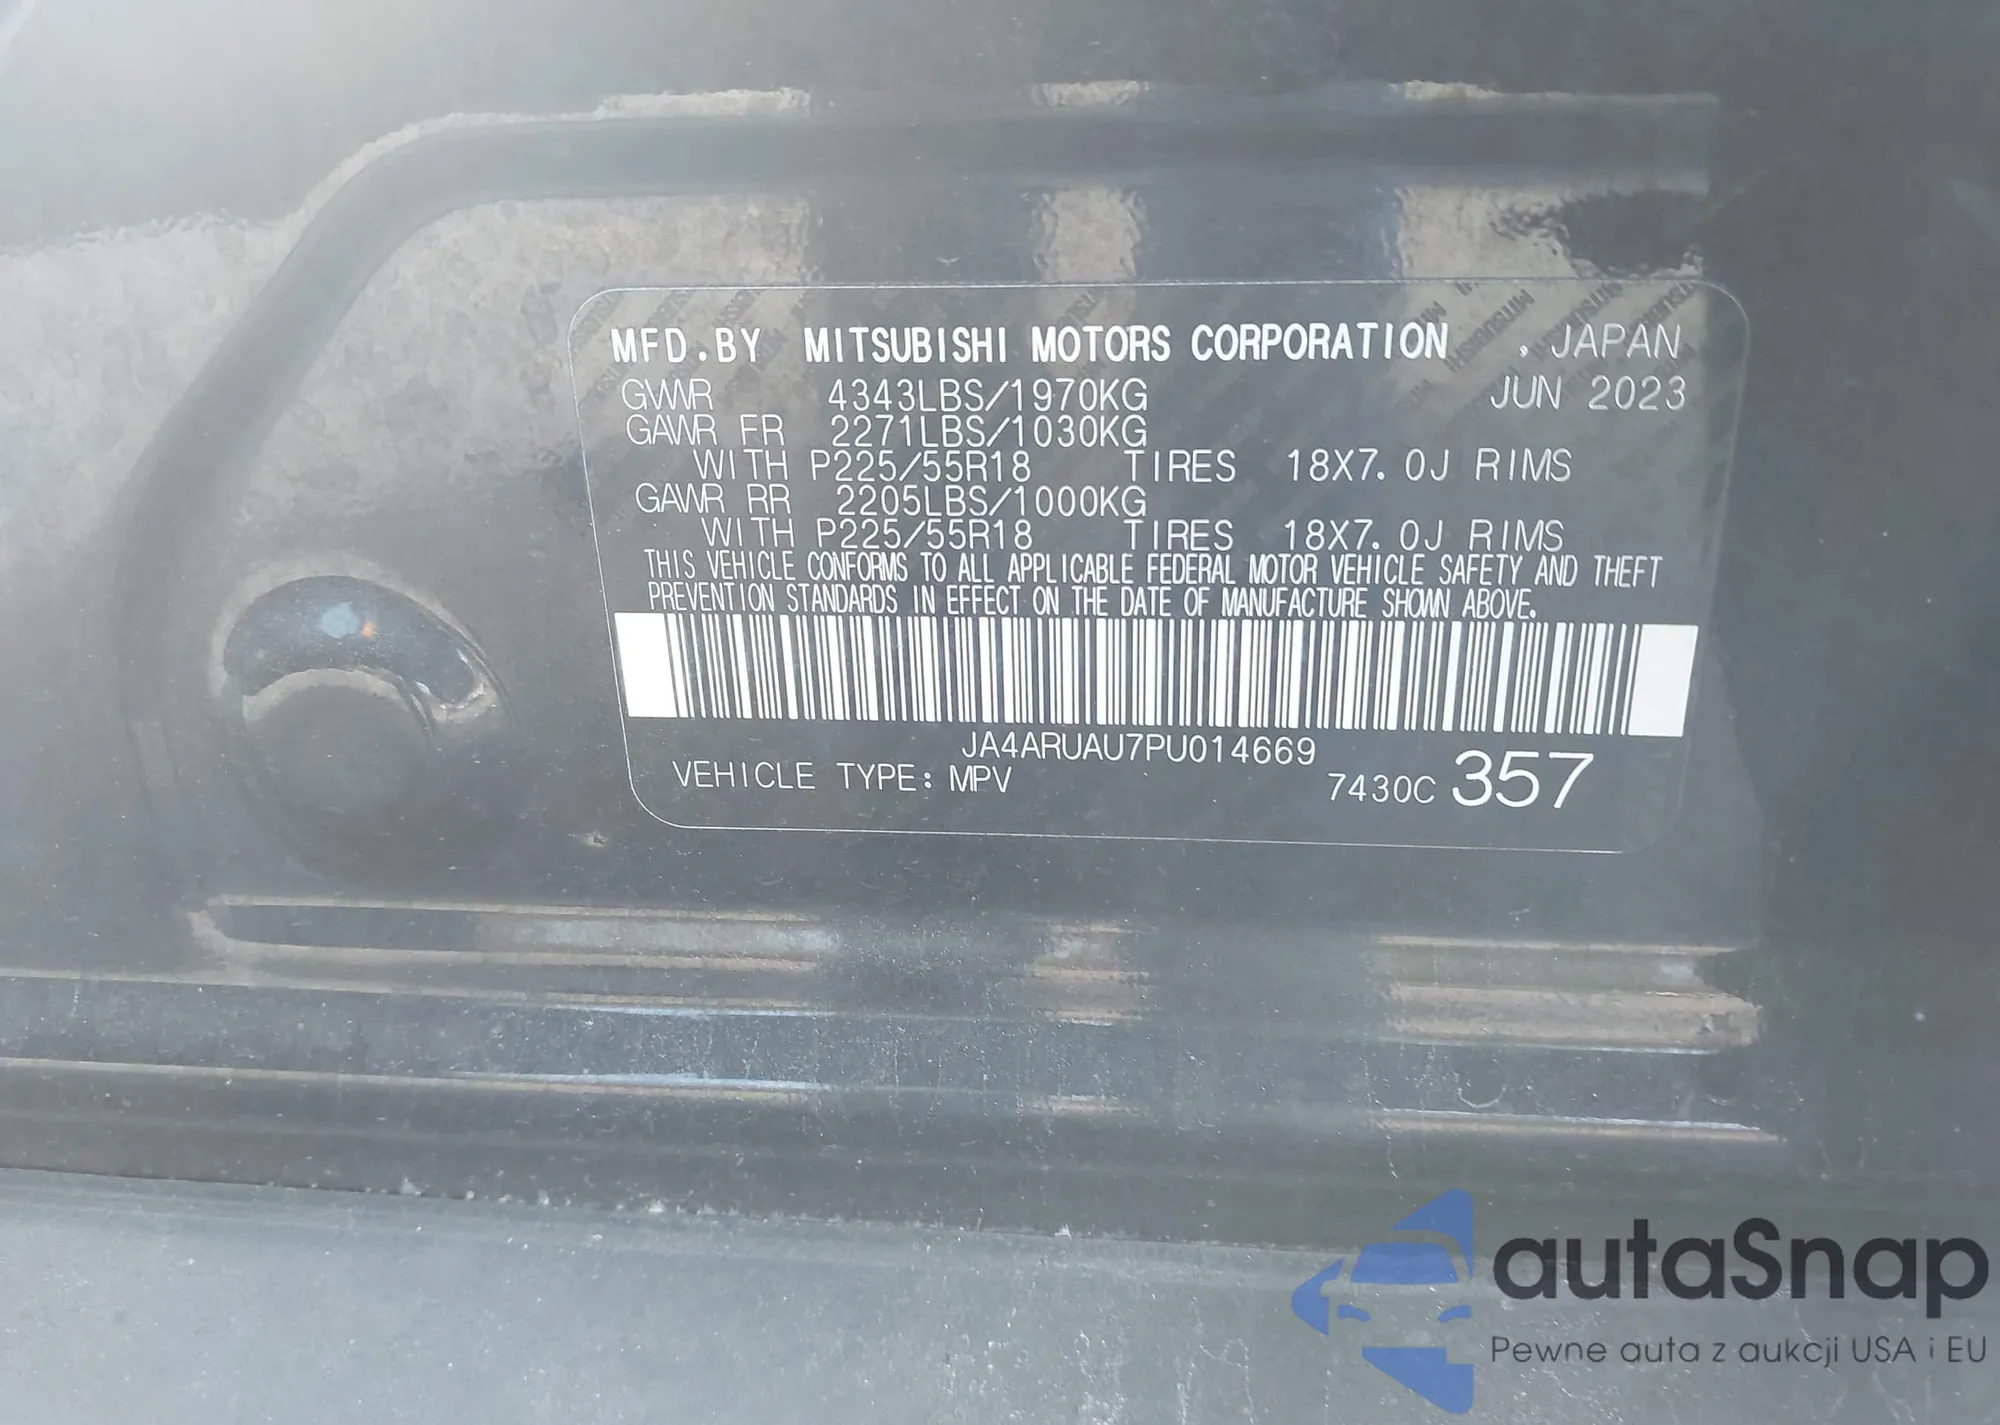 MFD.BY MITSUBISHI MOTORS CORPORATION , JAPAN
GVWR 4343LBS/1970KG JUN 2023
GAWR FR 2271LBS/1030KG
WITH P225/55R18 TIRES 18X7.0J RIMS
GAWR RR 2205LBS/1000KG
WITH P225/55R18 TIRES 18X7.0J RIMS
THIS VEHICLE CONFORMS TO ALL APPLICABLE FEDERAL MOTOR VEHICLE SAFETY AND THEFT
PREVENTION STANDARDS IN EFFECT ON THE DATE OF MANUFACTURE SHOWN ABOVE.
JA4ARUAU7PU014669
VEHICLE TYPE: MPV 7430C 357
autaSnap
Pewne auta z aukcji USA i EU